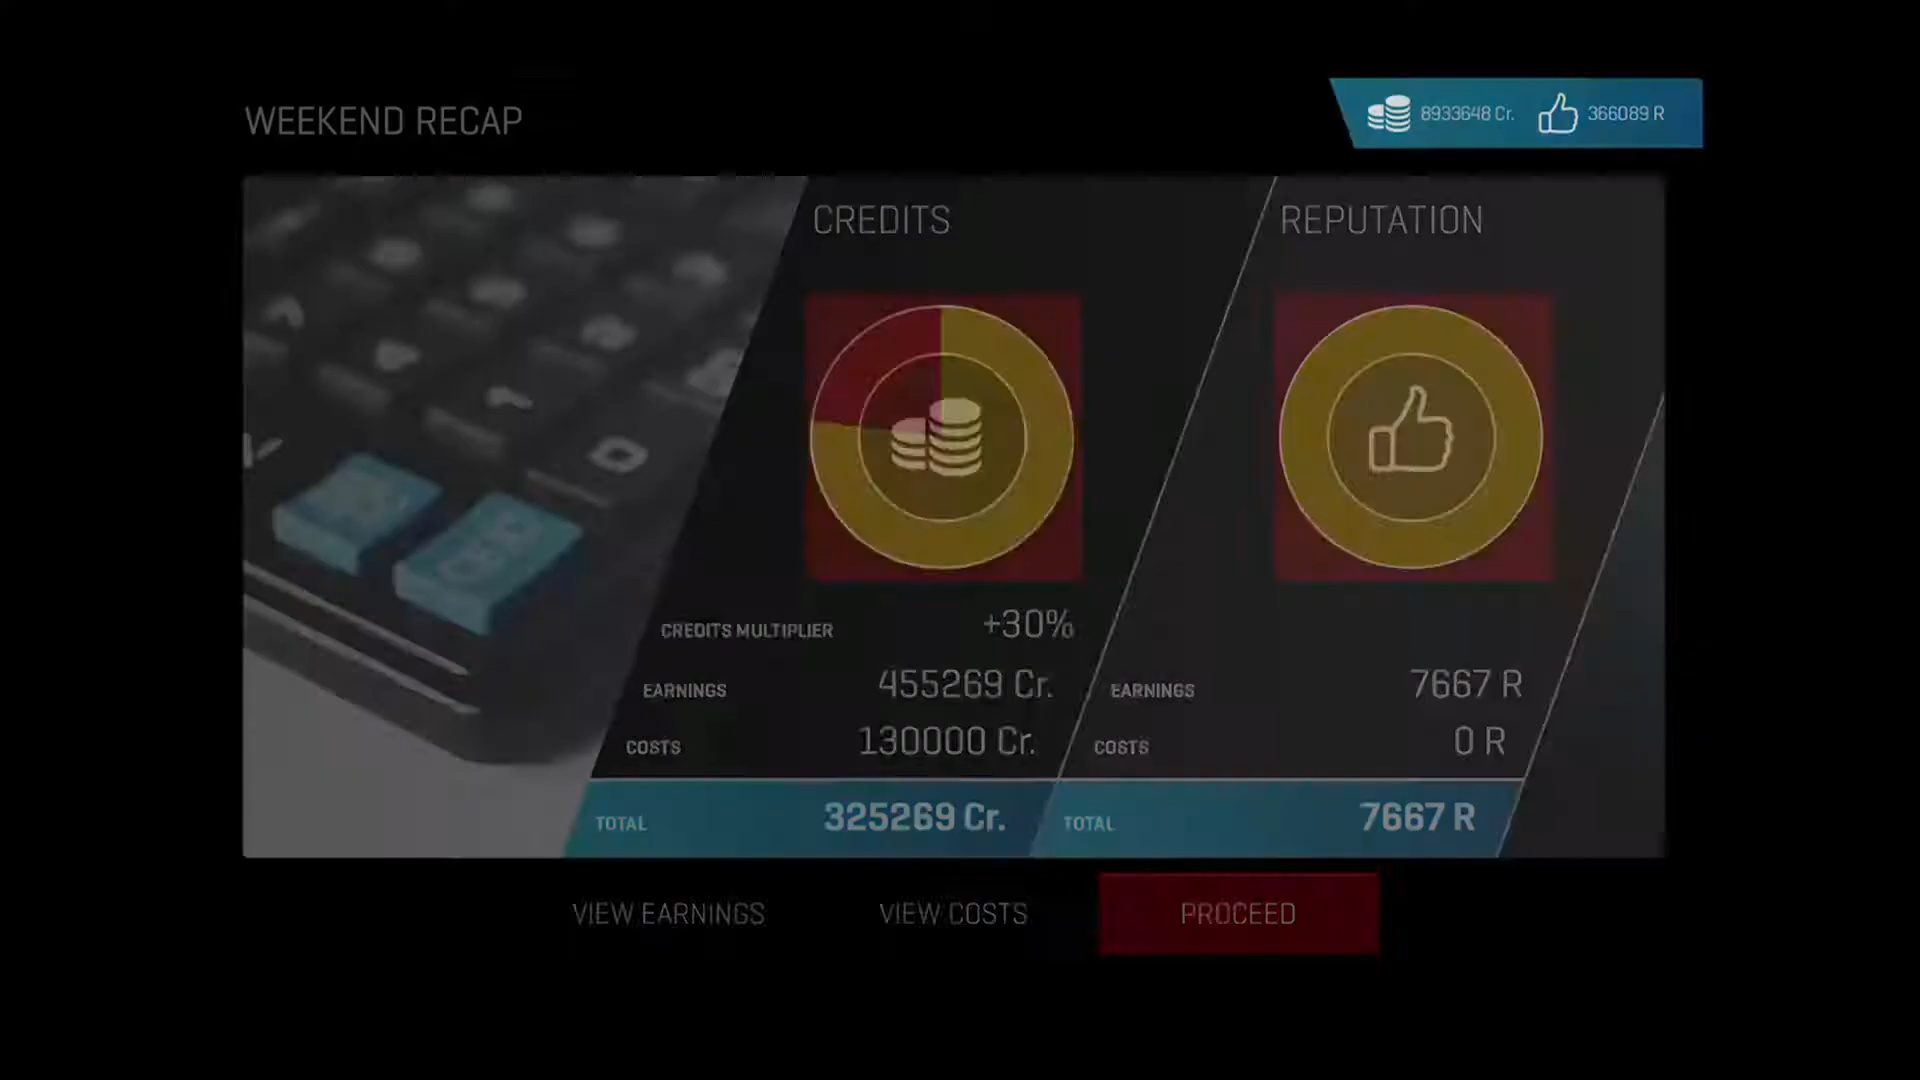 WEEKEND RECAP
8933648 Cr.
366089 R
CREDITS
CREDITS MULTIPLIER +30%
EARNINGS 455269 Cr.
COSTS 130000 Cr.
TOTAL 325269 Cr.
REPUTATION
EARNINGS 7667 R
COSTS 0 R
TOTAL 7667 R
VIEW EARNINGS
VIEW COSTS
PROCEED